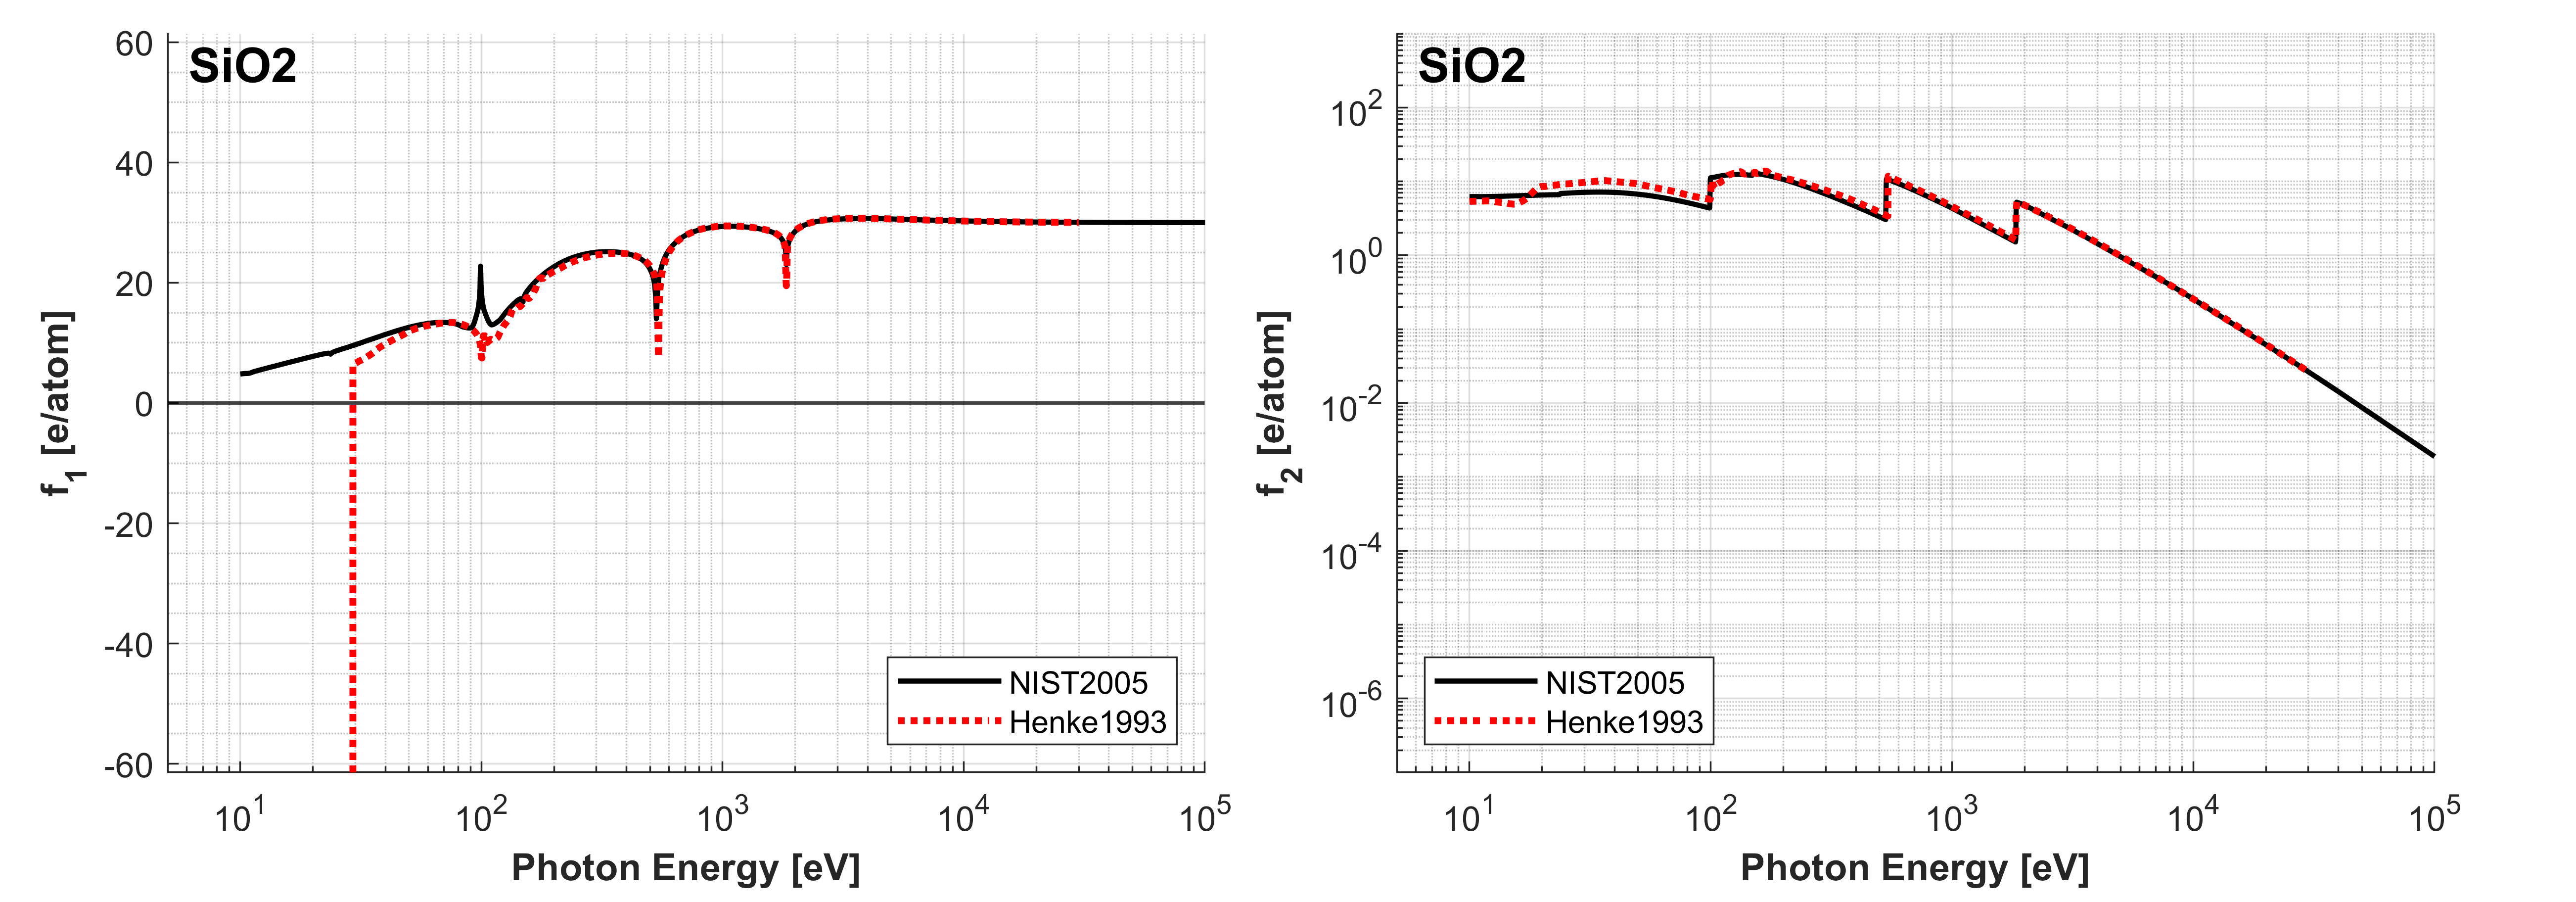 SiO2
60
40
20
0
-20
-40
-60
f1 [e/atom]
NIST2005
Henke1993
10^1 10^2 10^3 10^4 10^5
Photon Energy [eV]
SiO2
10^2
10^0
10^-2
10^-4
10^-6
f2 [e/atom]
NIST2005
Henke1993
10^1 10^2 10^3 10^4 10^5
Photon Energy [eV]